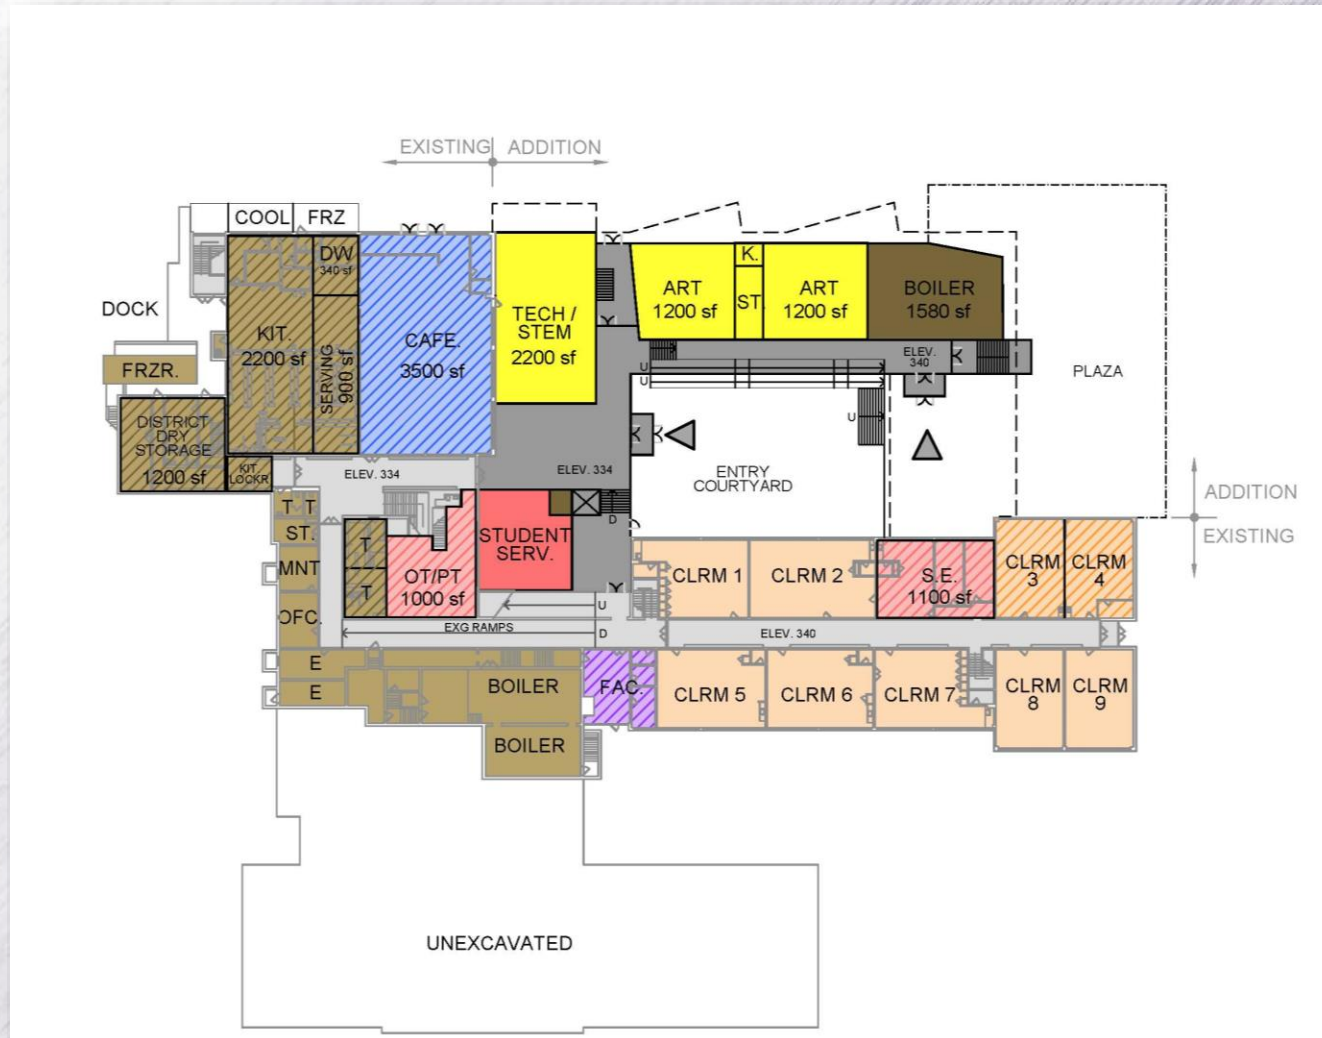 EXISTING
ADDITION
COOL
FRZ
DW
340 sf
DOCK
KIT.
2200 sf
SERVING
900 sf
CAFE.
3500 sf
TECH /
STEM
2200 sf
ART
1200 sf
K.
ST.
ART
1200 sf
BOILER
1580 sf
ELEV.
340
PLAZA
FRZR.
U
U
U
DISTRICT
DRY
STORAGE
1200 sf
KIT
LOCKR
ELEV. 334
ELEV. 334
ENTRY
COURTYARD
ADDITION
EXISTING
T T
ST.
MNT
OFC.
T
T
OT/PT
1000 sf
STUDENT
SERV.
D
CLRM 1
CLRM 2
S.E.
1100 sf
CLRM
3
CLRM
4
U
EXG RAMPS
D
ELEV. 340
E
E
BOILER
BOILER
FAC.
CLRM 5
CLRM 6
CLRM 7
CLRM
8
CLRM
9
UNEXCAVATED